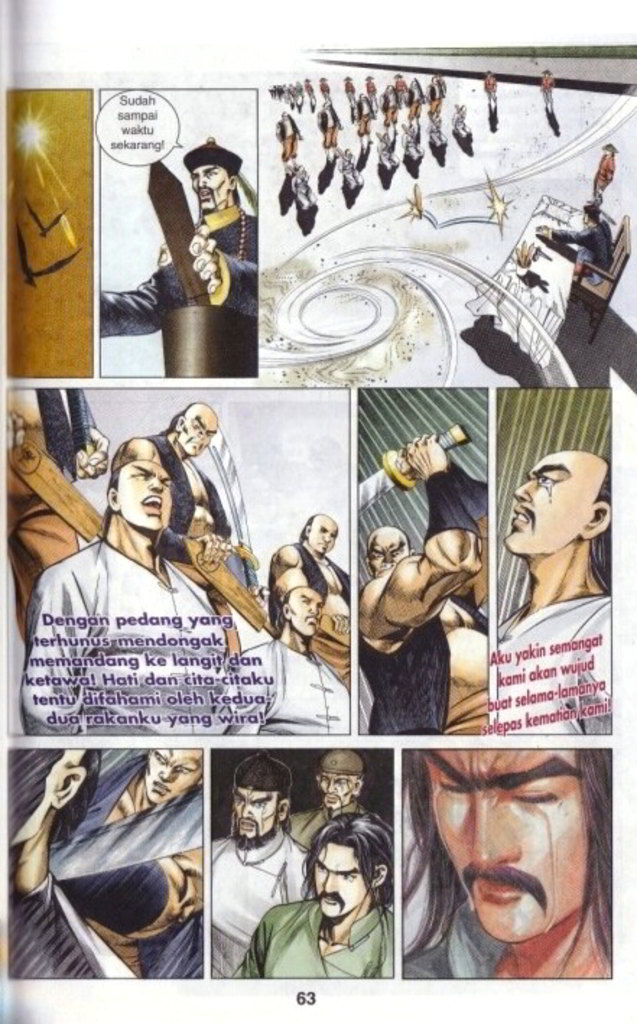 Sudah
sampai
waktu
sekarang!
Dengan pedang yang
terhunus mendongak
memandang ke langit dan
ketawa! Hati dan cita-citaku
tentu difahami oleh kedua-
dua rakanku yang wira!
Aku yakin semangat
kami akan wujud
buat selama-lamanya
selepas kematian kami!
63